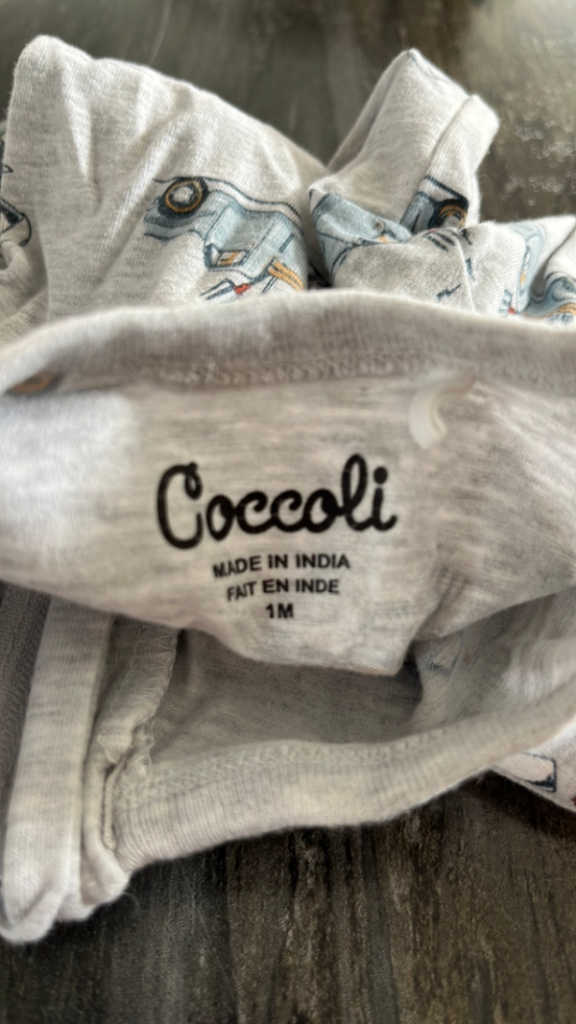 Coccoli
MADE IN INDIA
FAIT EN INDE
1M